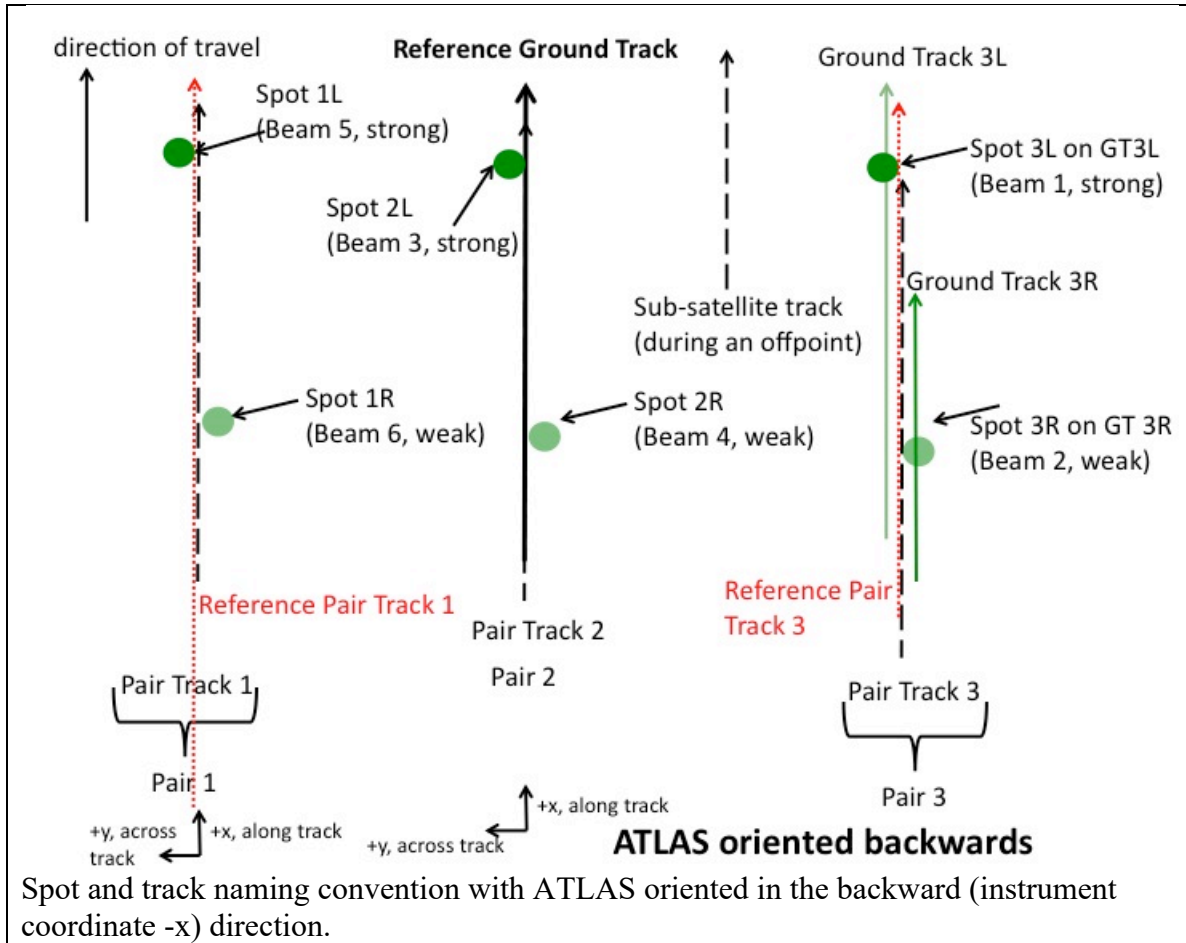 direction of travel
Reference Ground Track
Ground Track 3L
Spot 1L
(Beam 5, strong)
Spot 2L
(Beam 3, strong)
Spot 3L on GT3L
(Beam 1, strong)
Ground Track 3R
Sub-satellite track
(during an offpoint)
Spot 1R
(Beam 6, weak)
Spot 2R
(Beam 4, weak)
Spot 3R on GT 3R
(Beam 2, weak)
Reference Pair Track 1
Reference Pair
Track 3
Pair Track 2
Pair 2
Pair Track 1
Pair Track 3
Pair 1
Pair 3
+y, across
track
+x, along track
+x, along track
+y, across track
ATLAS oriented backwards
Spot and track naming convention with ATLAS oriented in the backward (instrument
coordinate -x) direction.